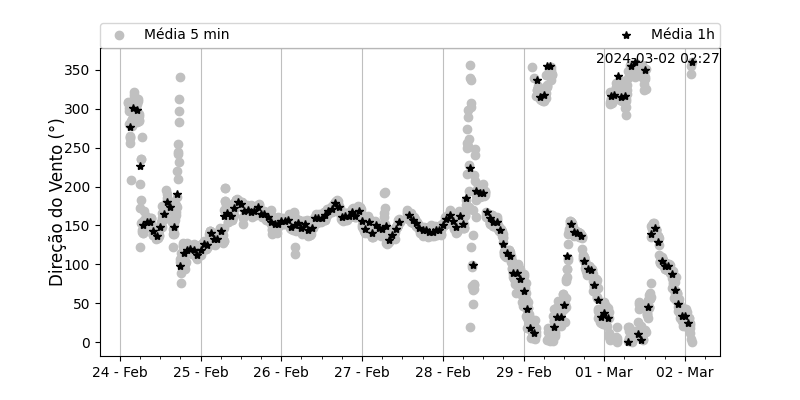 Média 5 min
Média 1h
2024-03-02 02:27
Direção do Vento (°)
350
300
250
200
150
100
50
0
24 - Feb
25 - Feb
26 - Feb
27 - Feb
28 - Feb
29 - Feb
01 - Mar
02 - Mar